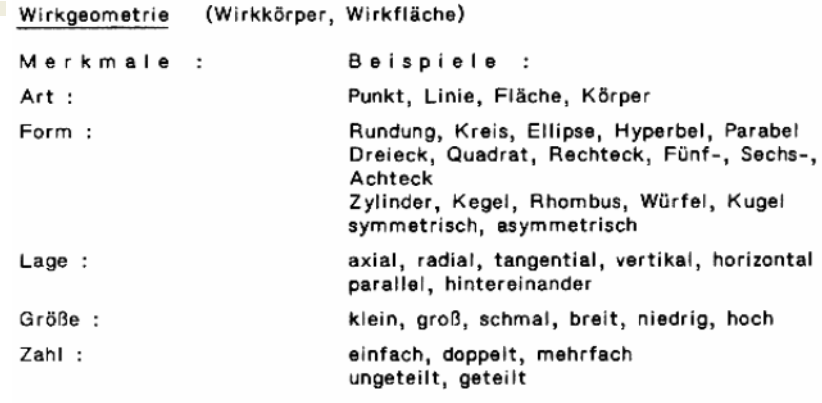 Wirkgeometrie (Wirkkörper, Wirkfläche)
Merkmale : Beispiele :
Art : Punkt, Linie, Fläche, Körper
Form : Rundung, Kreis, Ellipse, Hyperbel, Parabel
Dreieck, Quadrat, Rechteck, Fünf-, Sechs-,
Achteck
Zylinder, Kegel, Rhombus, Würfel, Kugel
symmetrisch, asymmetrisch
Lage : axial, radial, tangential, vertikal, horizontal
parallel, hintereinander
Größe : klein, groß, schmal, breit, niedrig, hoch
Zahl : einfach, doppelt, mehrfach
ungeteilt, geteilt